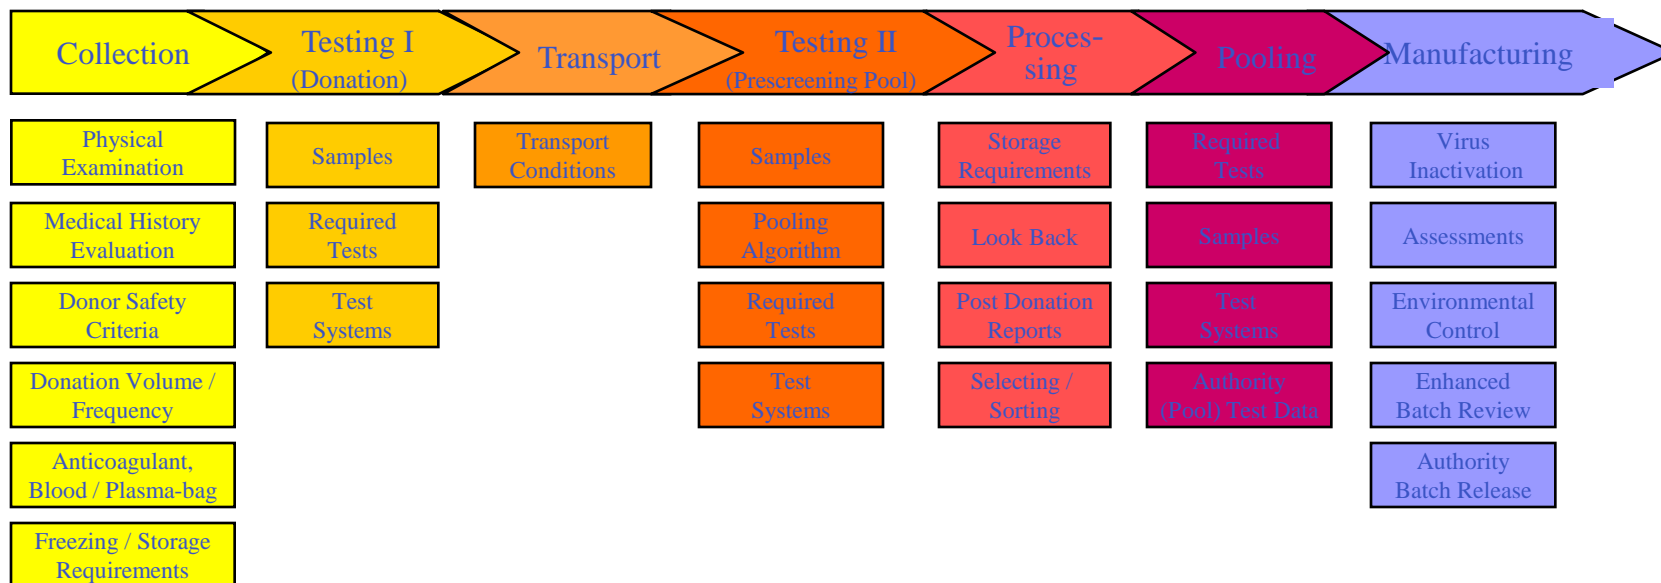 Collection
Testing I
(Donation)
Transport
Testing II
(Prescreening Pool)
Proces-
sing
Pooling
Manufacturing
Physical
Examination
Medical History
Evaluation
Donor Safety
Criteria
Donation Volume /
Frequency
Anticoagulant,
Blood / Plasma-bag
Freezing / Storage
Requirements
Samples
Required
Tests
Test
Systems
Transport
Conditions
Samples
Pooling
Algorithm
Required
Tests
Test
Systems
Storage
Requirements
Look Back
Post Donation
Reports
Selecting /
Sorting
Required
Tests
Samples
Test
Systems
Authority
(Pool) Test Data
Virus
Inactivation
Assessments
Environmental
Control
Enhanced
Batch Review
Authority
Batch Release